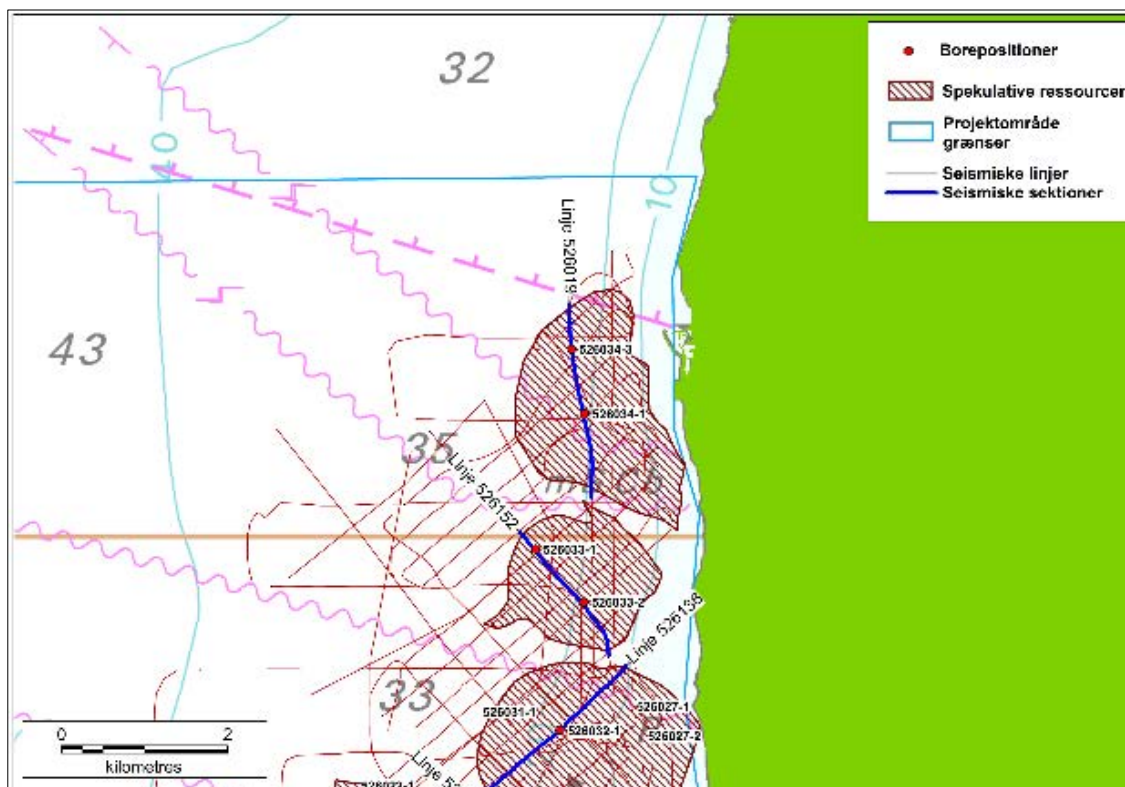 32
40
10
43
35
33
Linje 526019
526034-3
526034-1
Linje 526152
526033-1
526033-2
Linje 526138
526031-1
526032-1
526027-1
526027-2
0 2
kilometres
Borepositioner
Spekulative ressourcer
Projektområde
grænser
Seismiske linjer
Seismiske sektioner